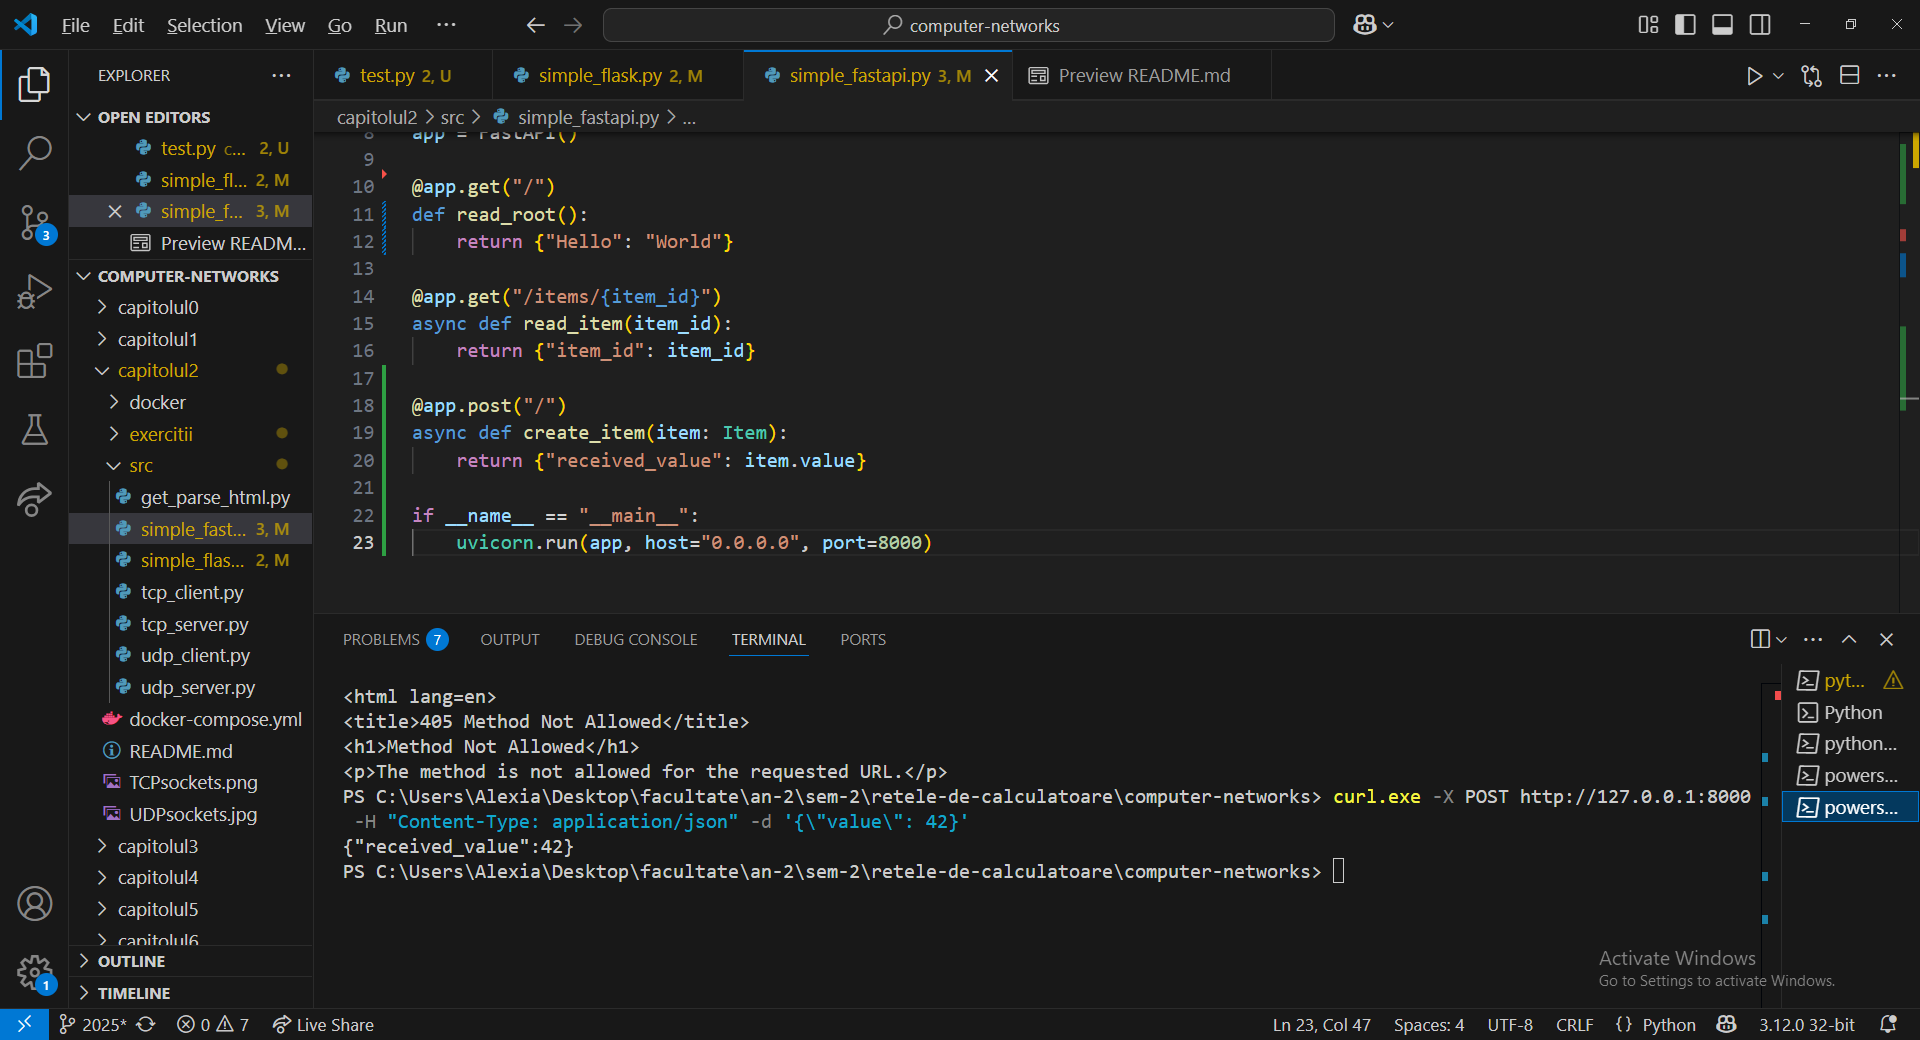 File Edit Selection View Go Run ···
computer-networks
EXPLORER ···
test.py 2, U
simple_flask.py 2, M
simple_fastapi.py 3, M
Preview README.md
OPEN EDITORS
test.py c... 2, U
simple_fl... 2, M
simple_f... 3, M
Preview READM...
COMPUTER-NETWORKS
capitolul0
capitolul1
capitolul2
docker
exercitii
src
get_parse_html.py
simple_fast... 3, M
simple_flas... 2, M
tcp_client.py
tcp_server.py
udp_client.py
udp_server.py
docker-compose.yml
README.md
TCPsockets.png
UDPsockets.jpg
capitolul3
capitolul4
capitolul5
capitolul6
OUTLINE
TIMELINE
3
1
capitolul2 > src > simple_fastapi.py > ...
8 app = FastAPI()
9
10 @app.get("/")
11 def read_root():
12     return {"Hello": "World"}
13
14 @app.get("/items/{item_id}")
15 async def read_item(item_id):
16     return {"item_id": item_id}
17
18 @app.post("/")
19 async def create_item(item: Item):
20     return {"received_value": item.value}
21
22 if __name__ == "__main__":
23     uvicorn.run(app, host="0.0.0.0", port=8000)
PROBLEMS 7 OUTPUT DEBUG CONSOLE TERMINAL PORTS
<html lang=en>
<title>405 Method Not Allowed</title>
<h1>Method Not Allowed</h1>
<p>The method is not allowed for the requested URL.</p>
PS C:\Users\Alexia\Desktop\facultate\an-2\sem-2\retele-de-calculatoare\computer-networks> curl.exe -X POST http://127.0.0.1:8000
 -H "Content-Type: application/json" -d '{\"value\": 42}'
{"received_value":42}
PS C:\Users\Alexia\Desktop\facultate\an-2\sem-2\retele-de-calculatoare\computer-networks>
pyt...
Python
python...
powers...
powers...
Activate Windows
Go to Settings to activate Windows.
2025* 0 7 Live Share
Ln 23, Col 47 Spaces: 4 UTF-8 CRLF {} Python 3.12.0 32-bit